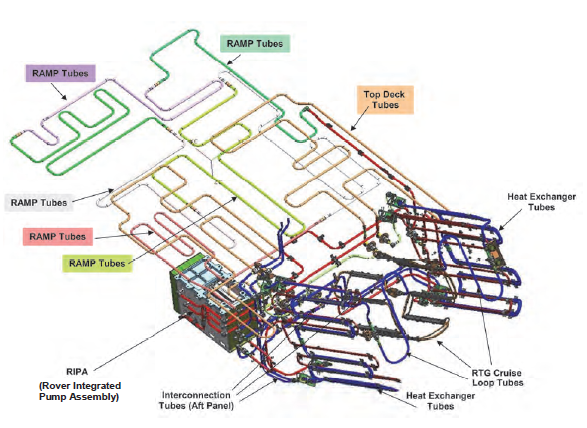 RAMP Tubes
RAMP Tubes
Top Deck
Tubes
RAMP Tubes
Heat Exchanger
Tubes
RAMP Tubes
RAMP Tubes
RIPA
(Rover Integrated
Pump Assembly)
Interconnection
Tubes (Aft Panel)
Heat Exchanger
Tubes
RTG Cruise
Loop Tubes